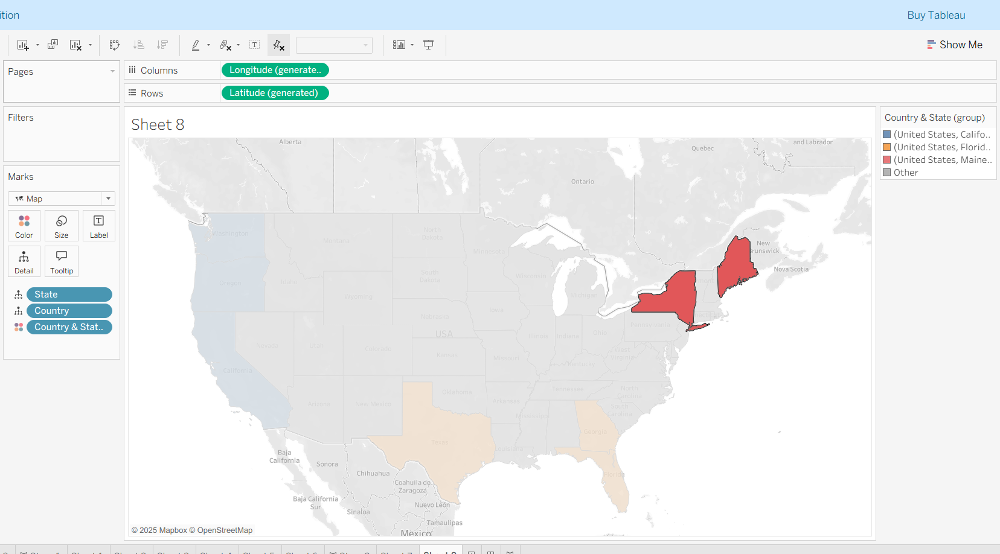 ition
Buy Tableau
Show Me
Pages
Columns
Longitude (generate..
Rows
Latitude (generated)
Filters
Marks
Map
Color
Size
Label
Detail
Tooltip
State
Country
Country & Stat..
Sheet 8
Alberta
Quebec
and Labrador
Ontario
Washington
Montana
North
Dakota
Minnesota
New
Brunswick
Nova Scotia
Oregon
Idaho
South
Dakota
Wisconsin
Michigan
Wyoming
Iowa
Nebraska
Pennsylvania
USA
Illinois
Indiana
Ohio
Nevada
Utah
Colorado
Kansas
Missouri
West
Virginia
Kentucky
California
Arizona
New Mexico
Oklahoma
Arkansas
Tennessee
North
Carolina
South
Carolina
Mississippi
Georgia
Texas
Louisiana
Florida
Baja
California
Sonora
Chihuahua
Coahuila de
Zaragoza
Baja California
Sur
Sinaloa
Nuevo León
Tamaulipas
Mexico
© 2025 Mapbox © OpenStreetMap
Country & State (group)
(United States, Califo..
(United States, Florid..
(United States, Maine..
Other
Sheet 8